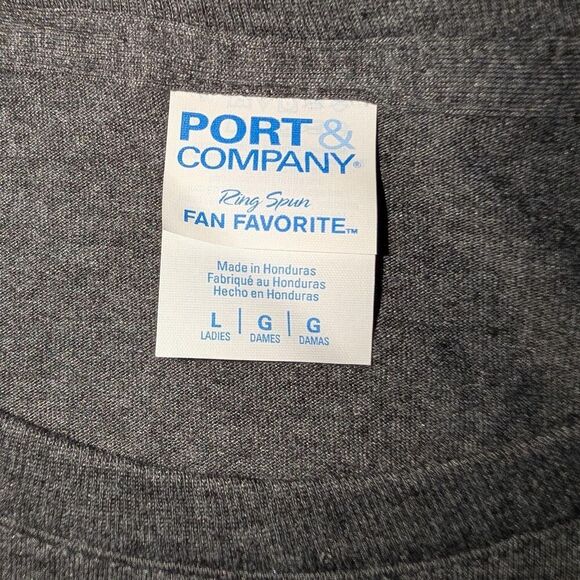 PORT &
COMPANY®
Ring Spun
FAN FAVORITE™
Made in Honduras
Fabriqué au Honduras
Hecho en Honduras
L | G | G
LADIES | DAMES | DAMAS